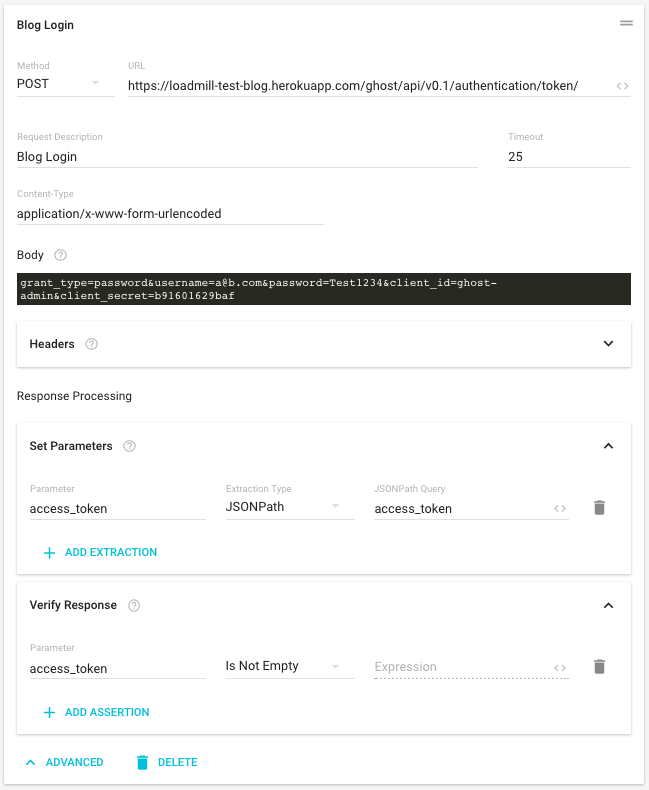 Blog Login
Method
URL
POST
https://loadmill-test-blog.herokuapp.com/ghost/api/v0.1/authentication/token/
<>
Request Description
Timeout
Blog Login
25
Content-Type
application/x-www-form-urlencoded
Body ?
grant_type=password&username=a@b.com&password=Test1234&client_id=ghost-
admin&client_secret=b91601629baf
Headers ?
Response Processing
Set Parameters ?
Parameter
Extraction Type
JSONPath Query
access_token
JSONPath
access_token
<>
+ ADD EXTRACTION
Verify Response ?
Parameter
access_token
Is Not Empty
Expression
<>
+ ADD ASSERTION
ADVANCED
DELETE